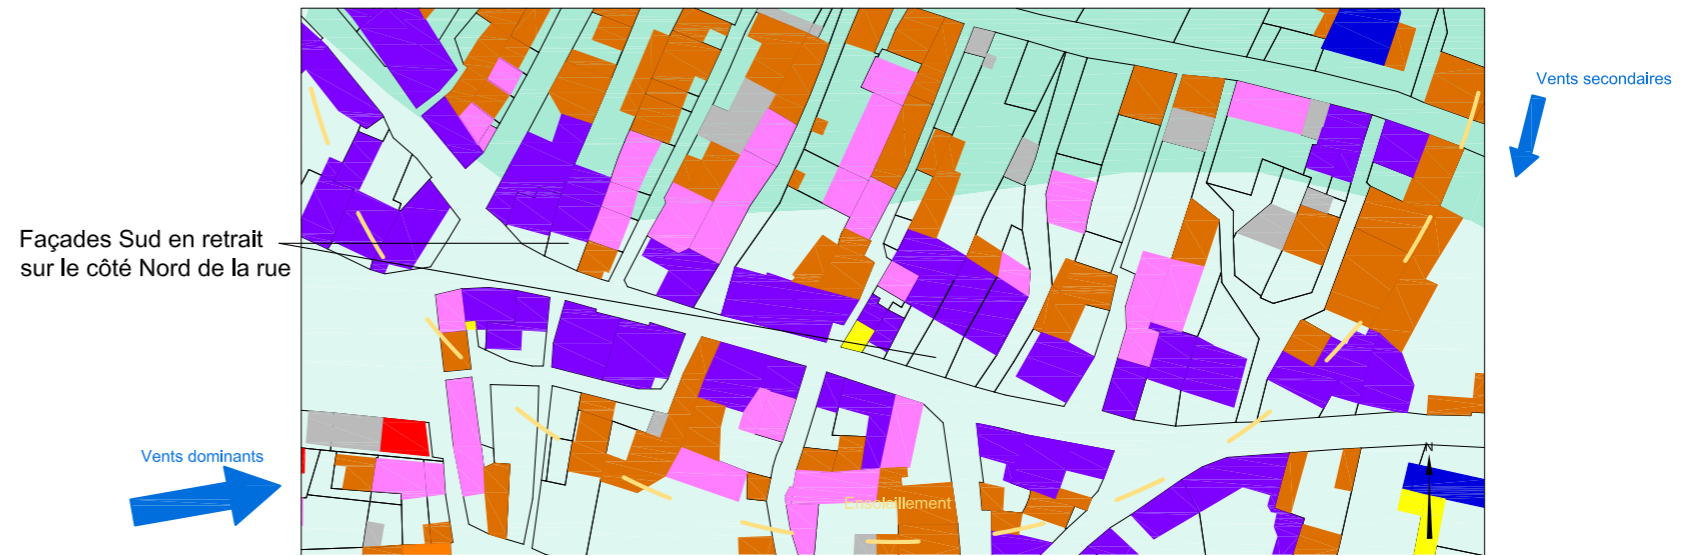 Vents secondaires
Façades Sud en retrait
sur le côté Nord de la rue
Vents dominants
N
Ensoleillement